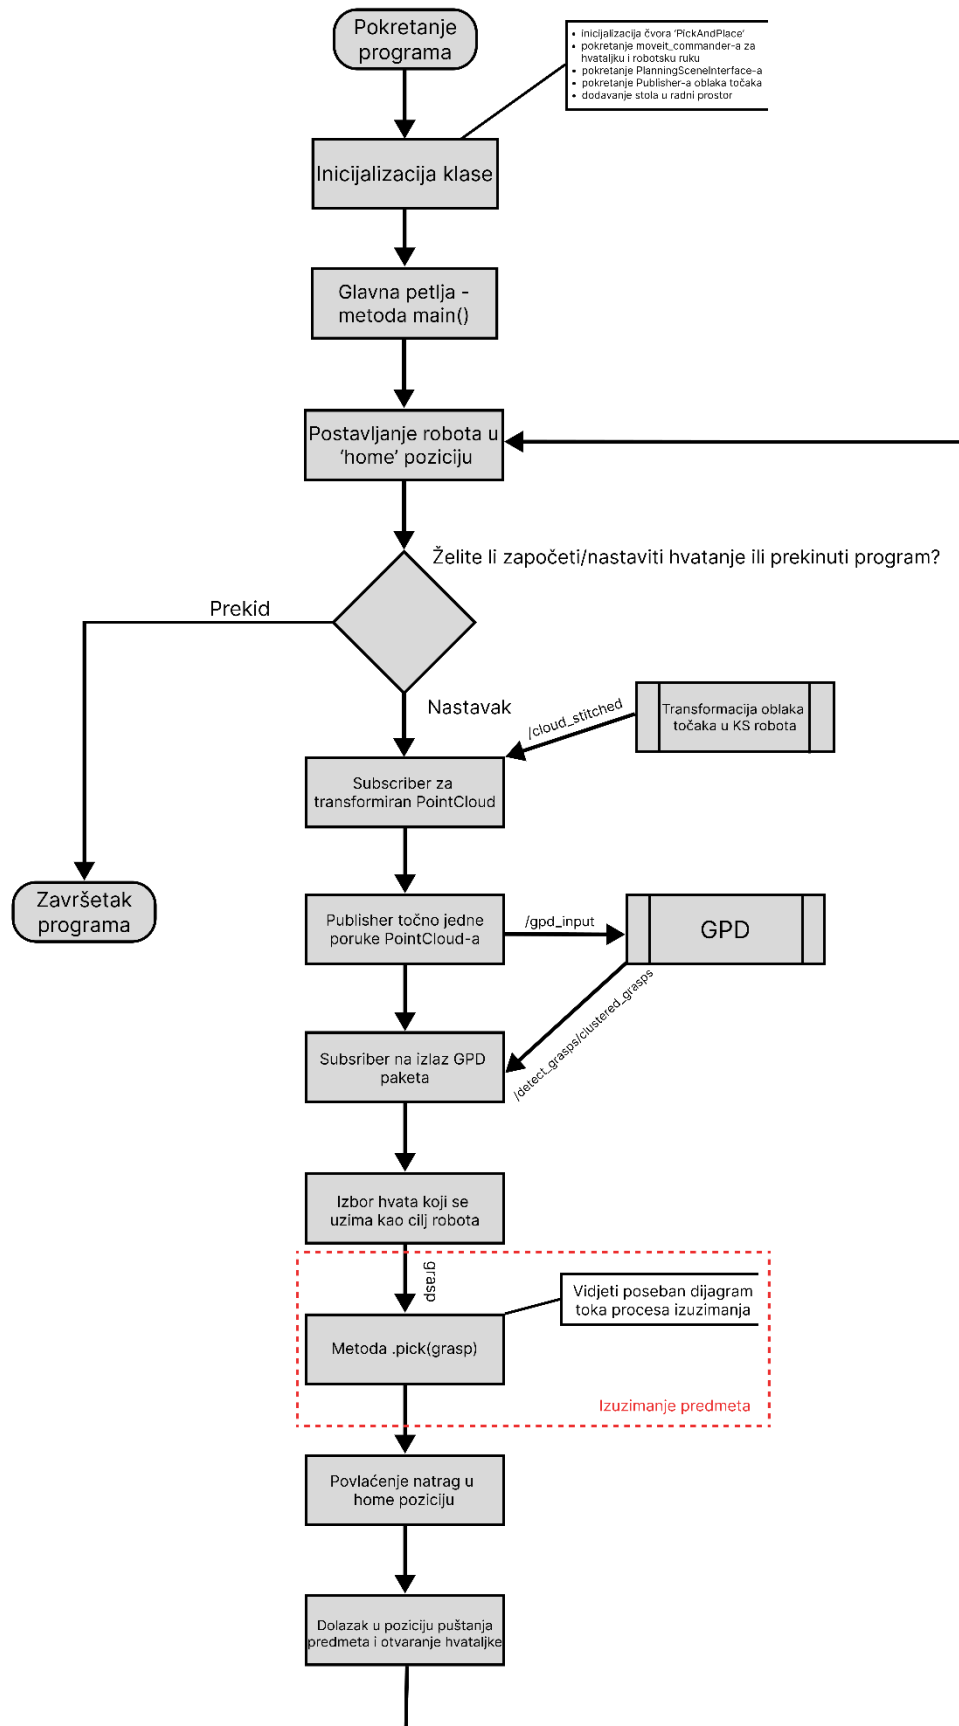 Pokretanje
programa
• inicijalizacija čvora 'PickAndPlace'
• pokretanje moveit_commander-a za
hvataljku i robotsku ruku
• pokretanje PlanningSceneInterface-a
• pokretanje Publisher-a oblaka točaka
• dodavanje stola u radni prostor
Inicijalizacija klase
Glavna petlja -
metoda main()
Postavljanje robota u
'home' poziciju
Želite li započeti/nastaviti hvatanje ili prekinuti program?
Prekid
Nastavak
/cloud_stitched
Transformacija oblaka
točaka u KS robota
Subscriber za
transformiran PointCloud
Završetak
programa
Publisher točno jedne
poruke PointCloud-a
/gpd_input
GPD
/detect_grasps/clustered_grasps
Subsriber na izlaz GPD
paketa
Izbor hvata koji se
uzima kao cilj robota
grasp
Vidjeti poseban dijagram
toka procesa izuzimanja
Metoda .pick(grasp)
Izuzimanje predmeta
Povlaćenje natrag u
home poziciju
Dolazak u poziciju puštanja
predmeta i otvaranje hvataljke